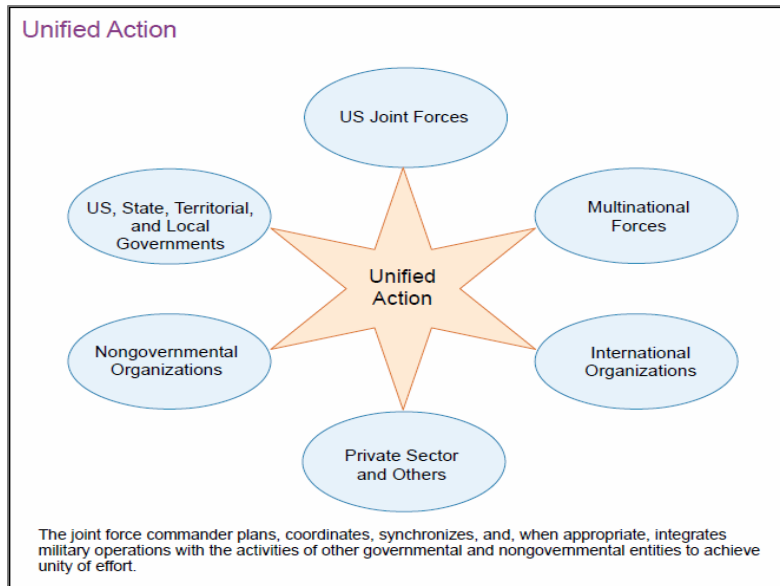 Unified Action
US Joint Forces
US, State, Territorial,
and Local
Governments
Multinational
Forces
Unified
Action
Nongovernmental
Organizations
International
Organizations
Private Sector
and Others
The joint force commander plans, coordinates, synchronizes, and, when appropriate, integrates
military operations with the activities of other governmental and nongovernmental entities to achieve
unity of effort.